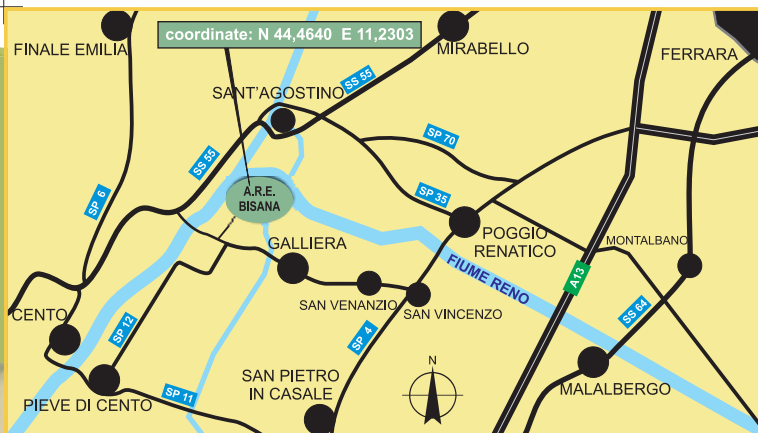 coordinate: N 44,4640 E 11,2303
FINALE EMILIA
MIRABELLO
FERRARA
SS 55
SANT'AGOSTINO
SP 70
SS 55
SP 6
A.R.E.
BISANA
SP 35
POGGIO
RENATICO
MONTALBANO
GALLIERA
FIUME RENO
A13
SAN VENANZIO
SAN VINCENZO
SS 64
CENTO
SP 12
SP 4
N
SAN PIETRO
IN CASALE
MALALBERGO
PIEVE DI CENTO
SP 11